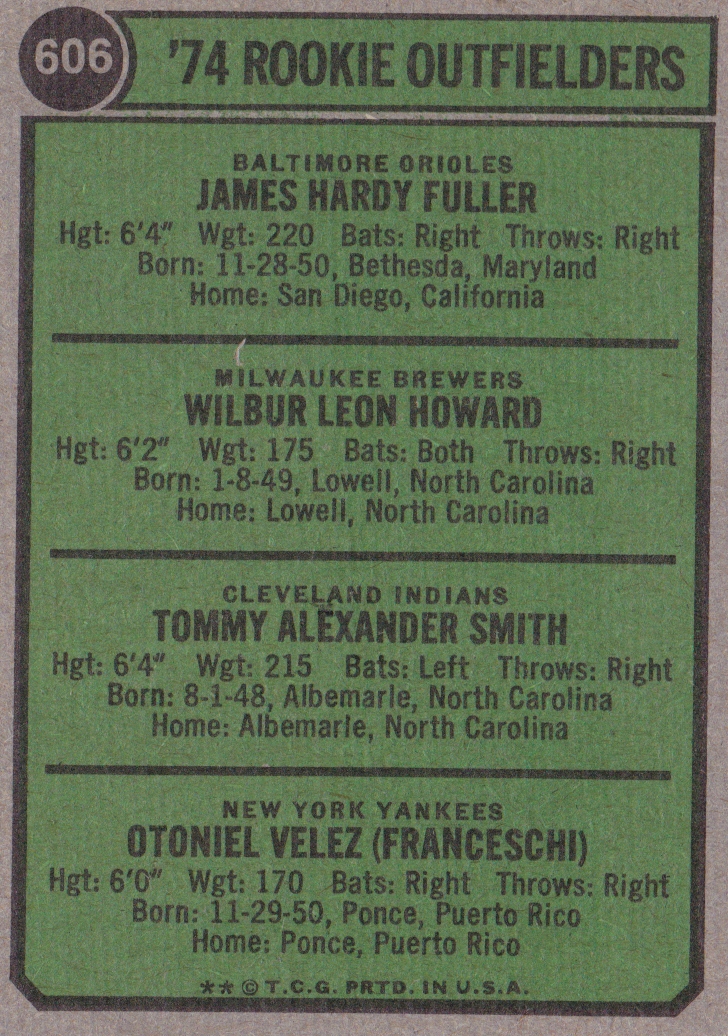 606
'74 ROOKIE OUTFIELDERS
BALTIMORE ORIOLES
JAMES HARDY FULLER
Hgt: 6'4" Wgt: 220 Bats: Right Throws: Right
Born: 11-28-50, Bethesda, Maryland
Home: San Diego, California
MILWAUKEE BREWERS
WILBUR LEON HOWARD
Hgt: 6'2" Wgt: 175 Bats: Both Throws: Right
Born: 1-8-49, Lowell, North Carolina
Home: Lowell, North Carolina
CLEVELAND INDIANS
TOMMY ALEXANDER SMITH
Hgt: 6'4" Wgt: 215 Bats: Left Throws: Right
Born: 8-1-48, Albemarle, North Carolina
Home: Albemarle, North Carolina
NEW YORK YANKEES
OTONIEL VELEZ (FRANCESCHI)
Hgt: 6'0" Wgt: 170 Bats: Right Throws: Right
Born: 11-29-50, Ponce, Puerto Rico
Home: Ponce, Puerto Rico
** © T.C.G. PRTD. IN U.S.A.